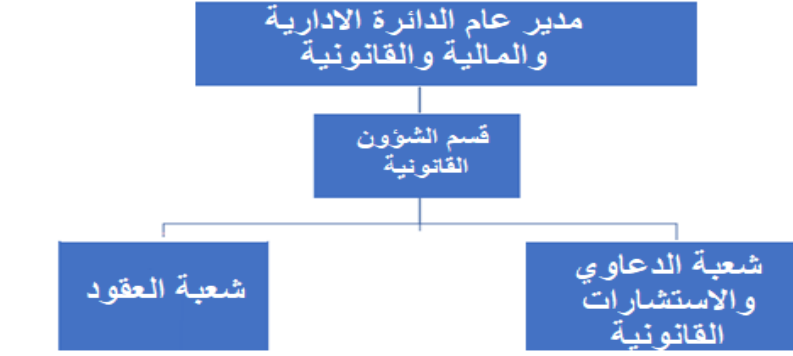 مدير عام الدائرة الادارية
والمالية والقانونية
قسم الشؤون
القانونية
شعبة الدعاوي
والاستشارات
القانونية
شعبة العقود